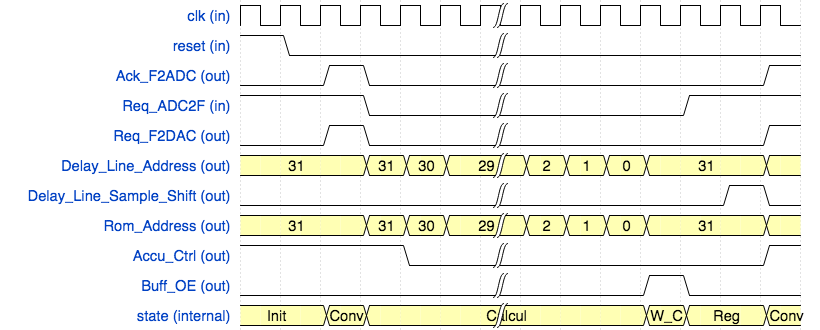 clk (in)
reset (in)
Ack_F2ADC (out)
Req_ADC2F (in)
Req_F2DAC (out)
Delay_Line_Address (out) 31 31 30 29 2 1 0 31
Delay_Line_Sample_Shift (out)
Rom_Address (out) 31 31 30 29 2 1 0 31
Accu_Ctrl (out)
Buff_OE (out)
state (internal) Init Conv Calcul W_C Reg Conv